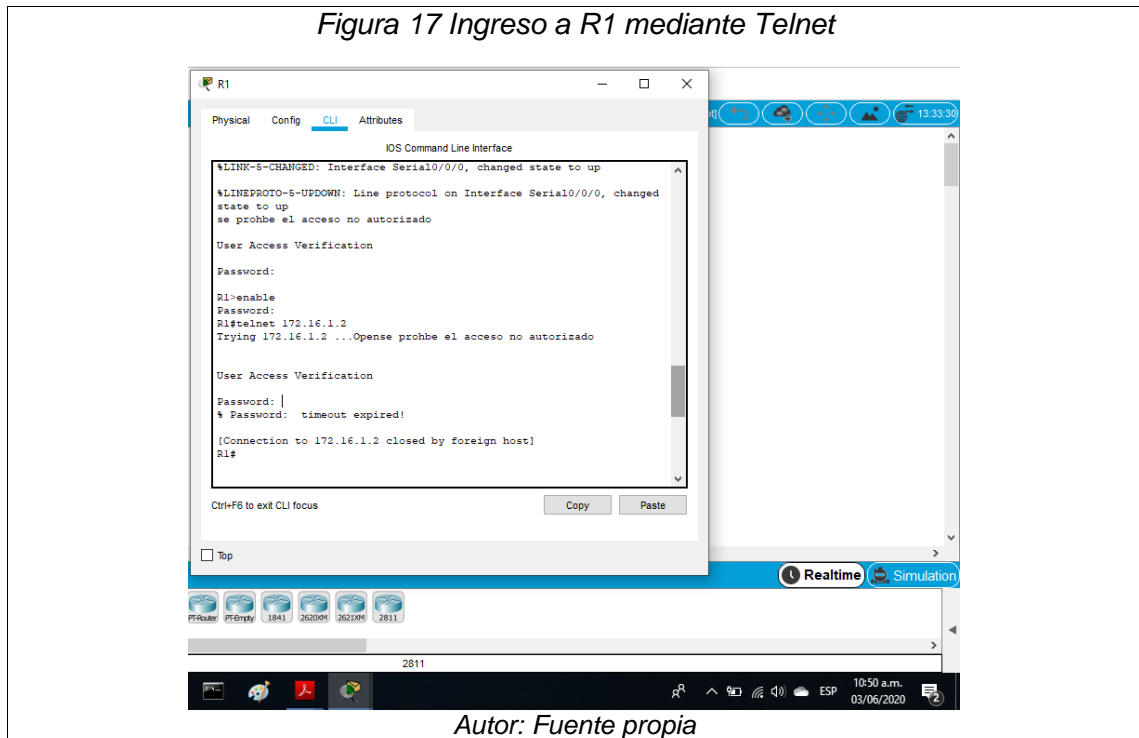 Figura 17 Ingreso a R1 mediante Telnet
R1
Physical Config CLI Attributes
13:33:30
IOS Command Line Interface
%LINK-5-CHANGED: Interface Serial0/0/0, changed state to up
%LINEPROTO-5-UPDOWN: Line protocol on Interface Serial0/0/0, changed
state to up
se prohbe el acceso no autorizado
User Access Verification
Password:
R1>enable
Password:
R1#telnet 172.16.1.2
Trying 172.16.1.2 ...Opense prohbe el acceso no autorizado
User Access Verification
Password:
% Password:  timeout expired!
[Connection to 172.16.1.2 closed by foreign host]
R1#
Ctrl+F6 to exit CLI focus Copy Paste
Top
Realtime Simulation
PT-Router PT-Empty 1841 2620XM 2621XM 2811
2811
ESP 10:50 a.m.
03/06/2020 2
Autor: Fuente propia